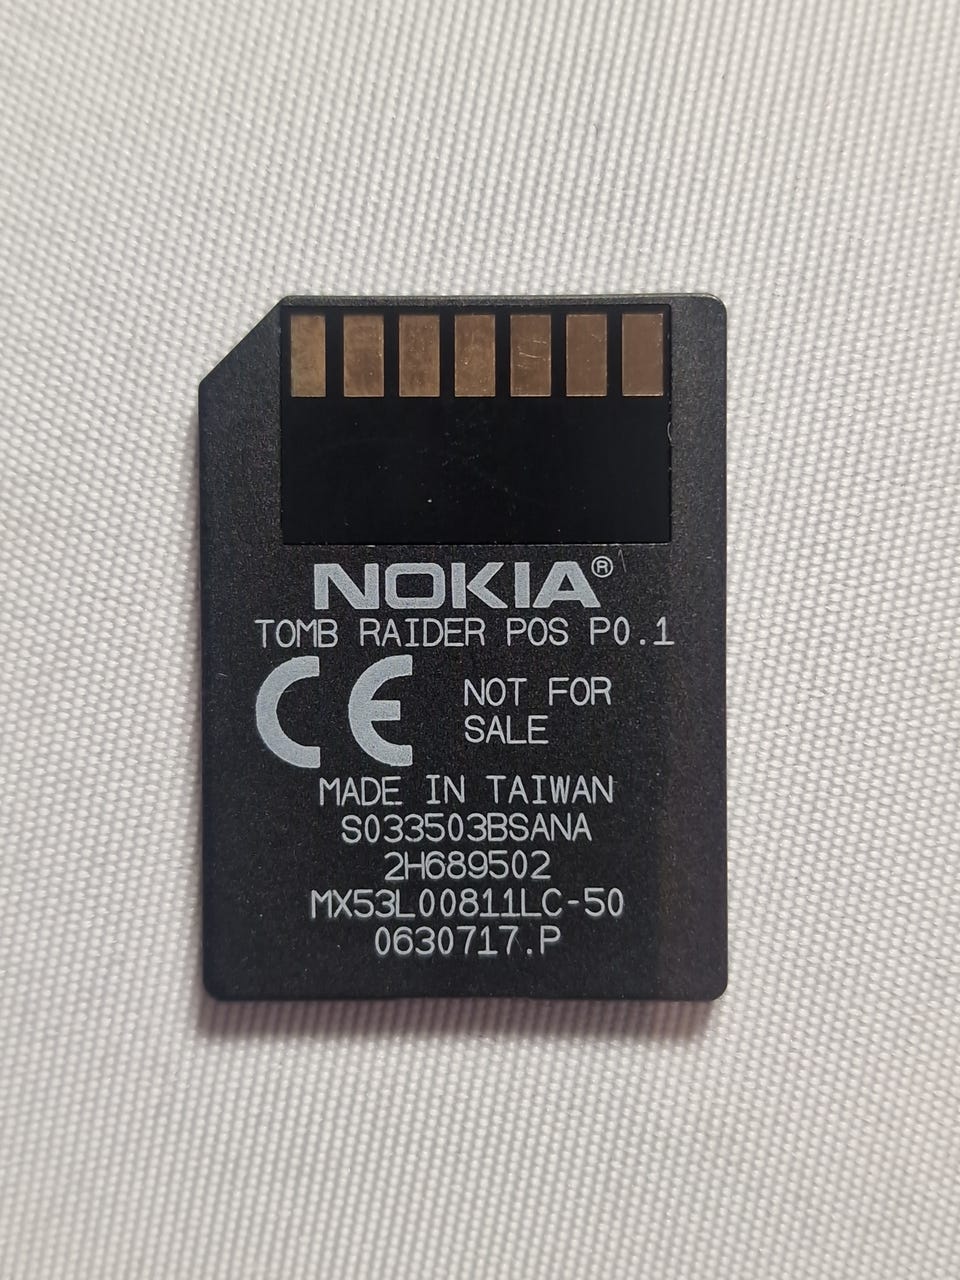 NOKIA®
TOMB RAIDER POS P0.1
CE NOT FOR
SALE
MADE IN TAIWAN
S033503BSANA
2H689502
MX53L00811LC-50
0630717.P